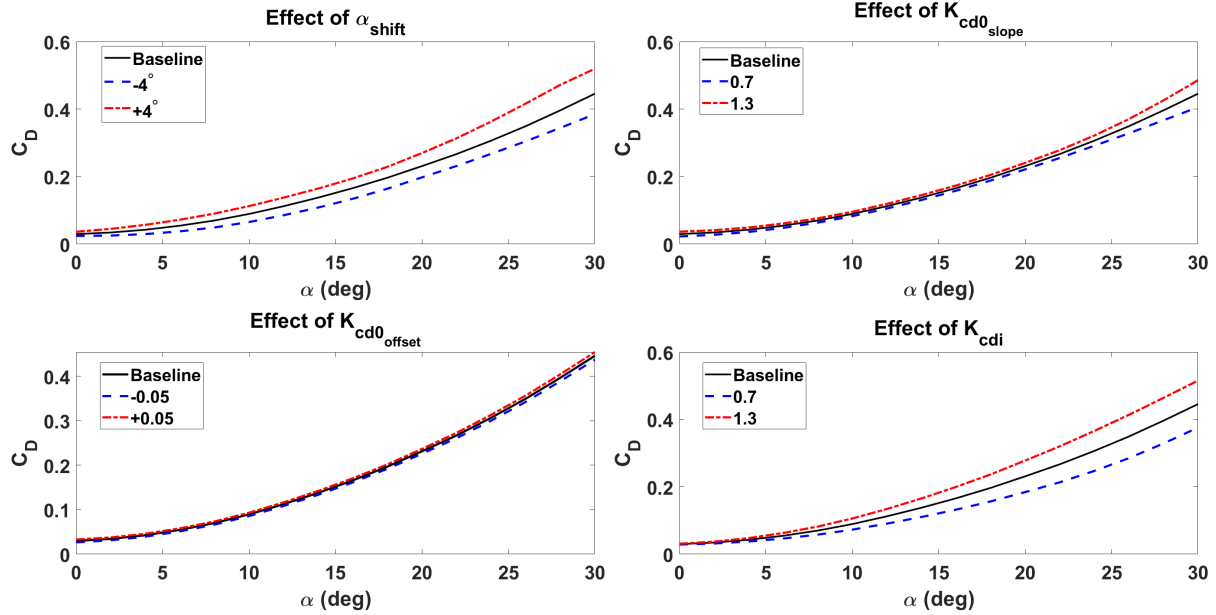 Effect of α_shift
0.6
0.4
0.2
0
C_D
Baseline
-4°
+4°
0 5 10 15 20 25 30
α (deg)
Effect of K_cd0_slope
0.6
0.4
0.2
0
C_D
Baseline
0.7
1.3
0 5 10 15 20 25 30
α (deg)
Effect of K_cd0_offset
0.4
0.3
0.2
0.1
0
C_D
Baseline
-0.05
+0.05
0 5 10 15 20 25 30
α (deg)
Effect of K_cdi
0.6
0.4
0.2
0
C_D
Baseline
0.7
1.3
0 5 10 15 20 25 30
α (deg)